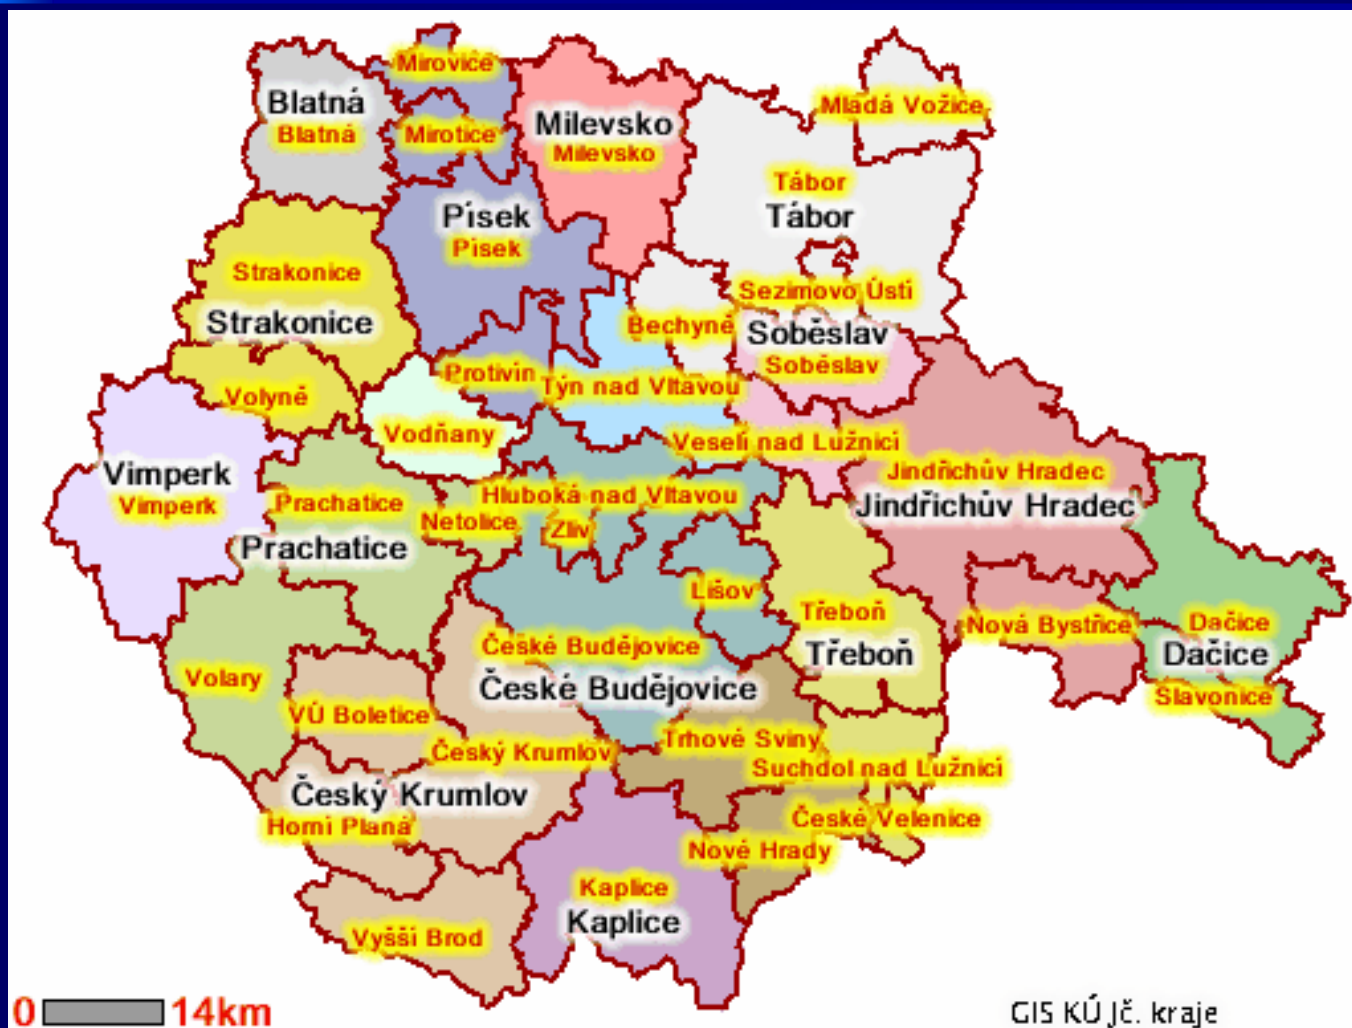 Mirovice
Blatná
Blatná
Mirotice
Milevsko
Milevsko
Mladá Vožice
Tábor
Tábor
Písek
Písek
Strakonice
Strakonice
Sezimovo Ústí
Bechyně
Soběslav
Soběslav
Protivín
Týn nad Vltavou
Volyně
Vodňany
Veselí nad Lužnicí
Vimperk
Vimperk
Jindřichův Hradec
Jindřichův Hradec
Prachatice
Prachatice
Netolice
Hluboká nad Vltavou
Zliv
Lišov
Třeboň
Třeboň
Nová Bystřice
Dačice
Dačice
Slavonice
České Budějovice
České Budějovice
Volary
VÚ Boletice
Český Krumlov
Český Krumlov
Trhové Sviny
Suchdol nad Lužnicí
Horní Planá
České Velenice
Nové Hrady
Kaplice
Kaplice
Vyšší Brod
0 14km
GIS KÚ Jč. kraje